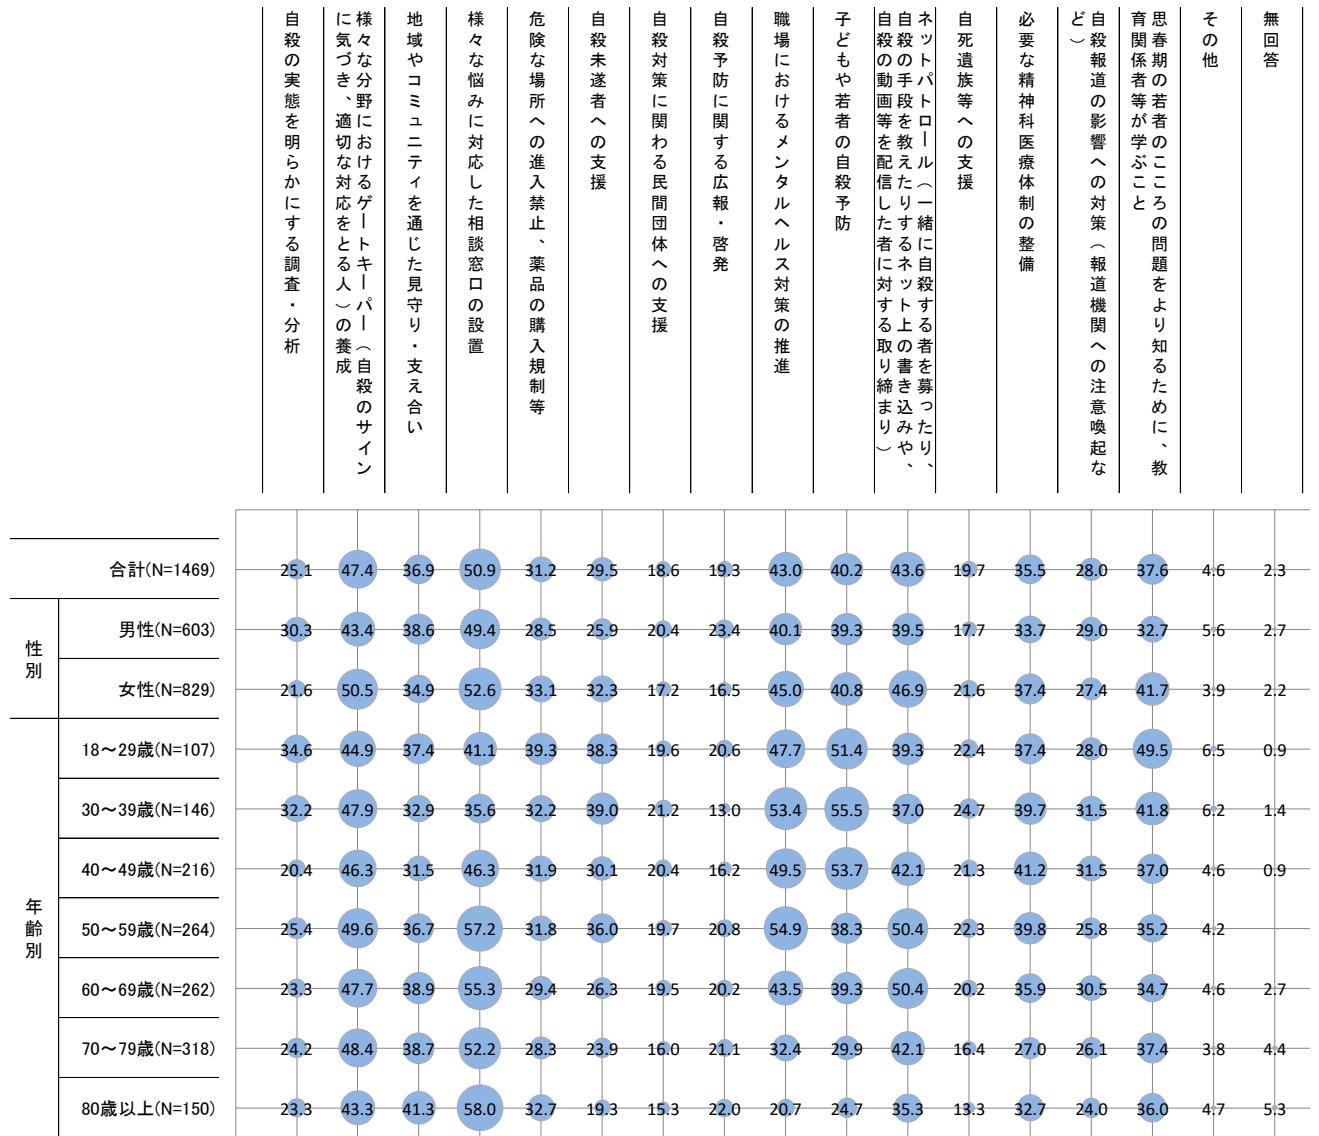 自殺の実態を明らかにする調査・分析
様々な分野におけるゲートキーパー（自殺のサイン
に気づき、適切な対応をとる人）の養成
地域やコミュニティを通じた見守り・支え合い
様々な悩みに対応した相談窓口の設置
危険な場所への進入禁止、薬品の購入規制等
自殺未遂者への支援
自殺対策に関わる民間団体への支援
自殺予防に関する広報・啓発
職場におけるメンタルヘルス対策の推進
子どもや若者の自殺予防
ネットパトロール（一緒に自殺する者を募ったり、
自殺の手段を教えたりするネット上の書き込みや、
自殺の動画等を配信した者に対する取り締まり）
自死遺族等への支援
必要な精神科医療体制の整備
自殺報道の影響への対策（報道機関への注意喚起な
ど）
思春期の若者のこころの問題をより知るために、教
育関係者等が学ぶこと
その他
無回答
合計(N=1469) 25.1 47.4 36.9 50.9 31.2 29.5 18.6 19.3 43.0 40.2 43.6 19.7 35.5 28.0 37.6 4.6 2.3
性別
男性(N=603) 30.3 43.4 38.6 49.4 28.5 25.9 20.4 23.4 40.1 39.3 39.5 17.7 33.7 29.0 32.7 5.6 2.7
女性(N=829) 21.6 50.5 34.9 52.6 33.1 32.3 17.2 16.5 45.0 40.8 46.9 21.6 37.4 27.4 41.7 3.9 2.2
年齢別
18～29歳(N=107) 34.6 44.9 37.4 41.1 39.3 38.3 19.6 20.6 47.7 51.4 39.3 22.4 37.4 28.0 49.5 6.5 0.9
30～39歳(N=146) 32.2 47.9 32.9 35.6 32.2 39.0 21.2 13.0 53.4 55.5 37.0 24.7 39.7 31.5 41.8 6.2 1.4
40～49歳(N=216) 20.4 46.3 31.5 46.3 31.9 30.1 20.4 16.2 49.5 53.7 42.1 21.3 41.2 31.5 37.0 4.6 0.9
50～59歳(N=264) 25.4 49.6 36.7 57.2 31.8 36.0 19.7 20.8 54.9 38.3 50.4 22.3 39.8 25.8 35.2 4.2
60～69歳(N=262) 23.3 47.7 38.9 55.3 29.4 26.3 19.5 20.2 43.5 39.3 50.4 20.2 35.9 30.5 34.7 4.6 2.7
70～79歳(N=318) 24.2 48.4 38.7 52.2 28.3 23.9 16.0 21.1 32.4 29.9 42.1 16.4 27.0 26.1 37.4 3.8 4.4
80歳以上(N=150) 23.3 43.3 41.3 58.0 32.7 19.3 15.3 22.0 20.7 24.7 35.3 13.3 32.7 24.0 36.0 4.7 5.3